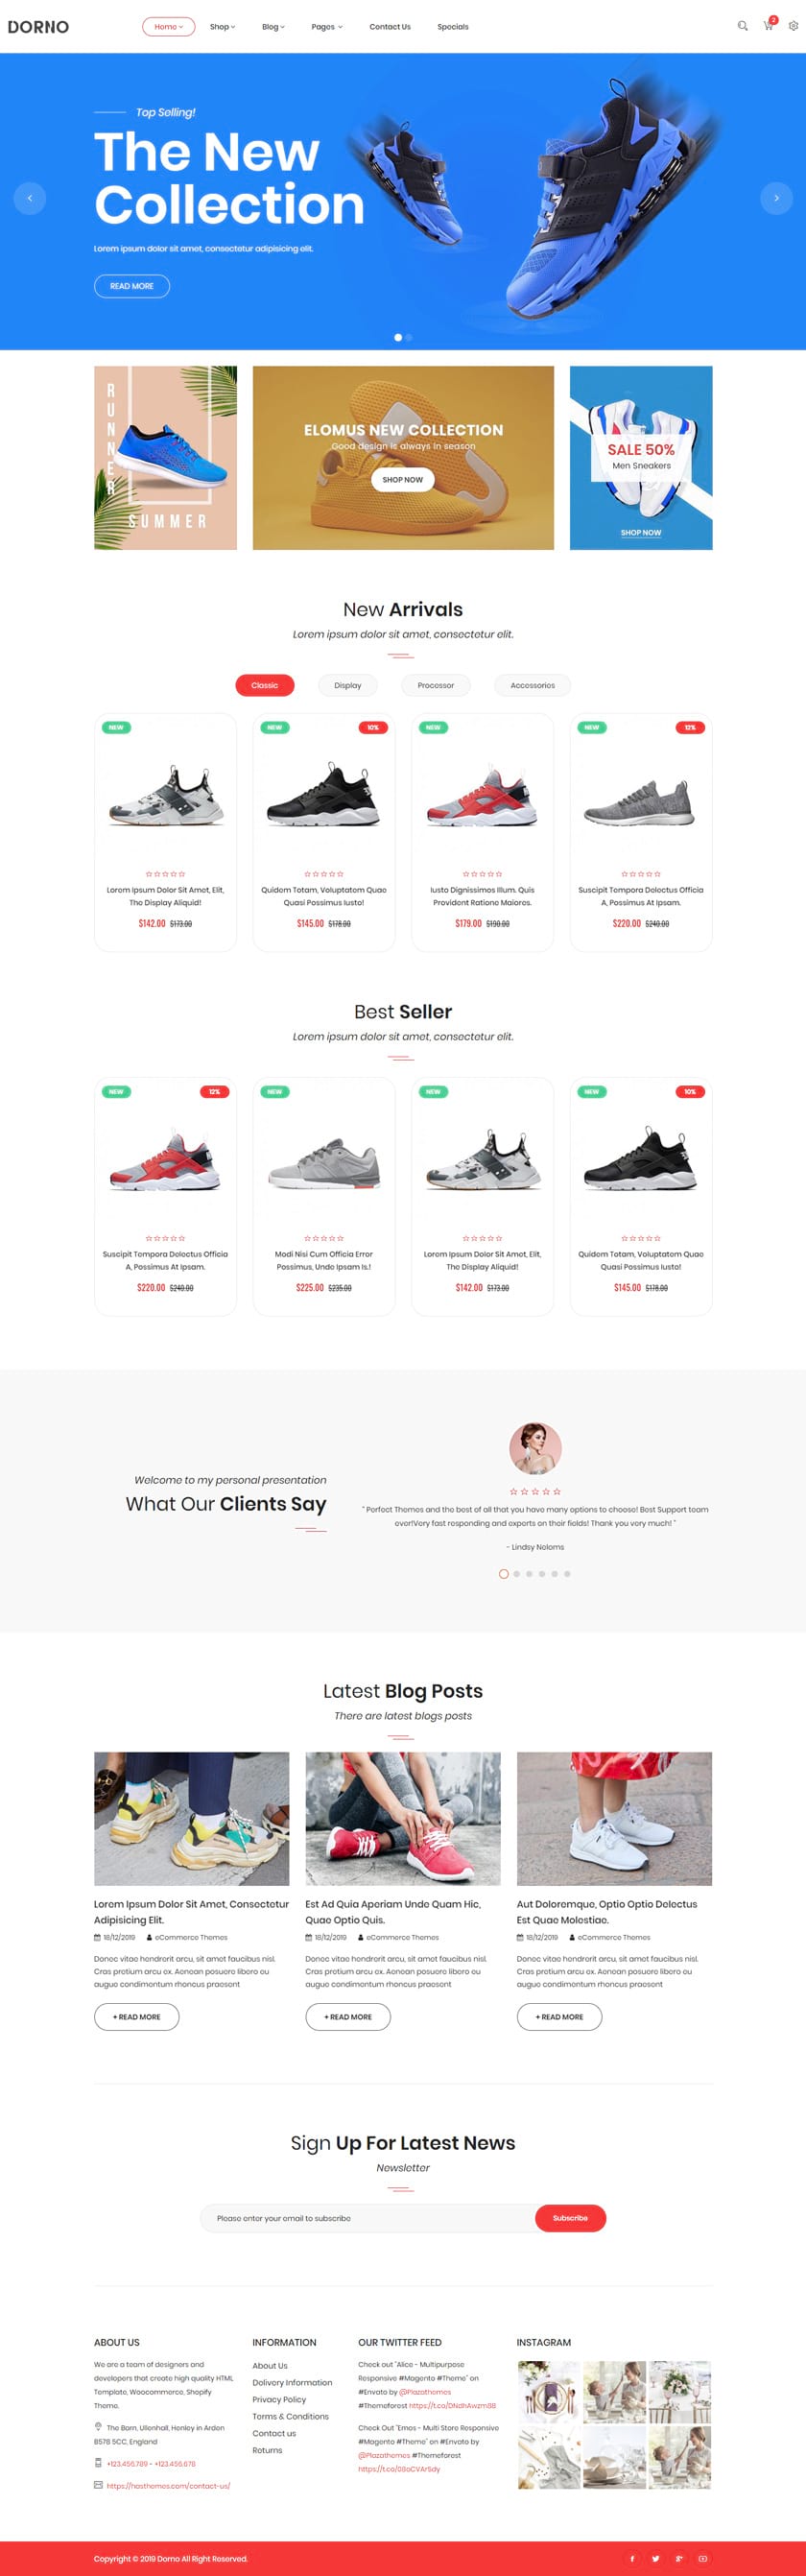 DORNO
Home Shop Blog Pages Contact Us Specials
2
Top Selling!
The New
Collection
Lorem ipsum dolor sit amet, consectetur adipisicing elit.
READ MORE
RUNNER
SUMMER
ELOMUS NEW COLLECTION
Good design is always in season
SHOP NOW
SALE 50%
Men Sneakers
SHOP NOW
New Arrivals
Lorem ipsum dolor sit amet, consectetur elit.
Classic Display Processor Accessories
NEW NEW 10% NEW NEW 12%
Lorem Ipsum Dolor Sit Amet, Elit,
The Display Aliquid!
$142.00 $173.00
Quidem Totam, Voluptatem Quae
Quasi Possimus Iusto!
$145.00 $178.00
Iusto Dignissimos Illum. Quis
Provident Ratione Maiores.
$179.00 $190.00
Suscipit Tempora Delectus Officia
A, Possimus At Ipsam.
$220.00 $240.00
Best Seller
Lorem ipsum dolor sit amet, consectetur elit.
NEW 12% NEW NEW NEW 10%
Suscipit Tempora Delectus Officia
A, Possimus At Ipsam.
$220.00 $240.00
Modi Nisi Cum Officia Error
Possimus, Unde Ipsam Is.!
$225.00 $235.00
Lorem Ipsum Dolor Sit Amet, Elit,
The Display Aliquid!
$142.00 $173.00
Quidem Totam, Voluptatem Quae
Quasi Possimus Iusto!
$145.00 $178.00
Welcome to my personal presentation
What Our Clients Say
" Perfect Themes and the best of all that you have many options to choose! Best Support team
ever!Very fast responding and experts on their fields! Thank you very much! "
- Lindsy Neloms
Latest Blog Posts
There are latest blogs posts
Lorem Ipsum Dolor Sit Amet, Consectetur
Adipisicing Elit.
18/12/2019 eCommerce Themes
Donec vitae hendrerit arcu, sit amet faucibus nisl.
Cras pretium arcu ex. Aenean posuere libero eu
augue condimentum rhoncus praesent
+ READ MORE
Est Ad Quia Aperiam Unde Quam Hic,
Quae Optio Quis.
18/12/2019 eCommerce Themes
Donec vitae hendrerit arcu, sit amet faucibus nisl.
Cras pretium arcu ex. Aenean posuere libero eu
augue condimentum rhoncus praesent
+ READ MORE
Aut Doloremque, Optio Optio Delectus
Est Quae Molestiae.
18/12/2019 eCommerce Themes
Donec vitae hendrerit arcu, sit amet faucibus nisl.
Cras pretium arcu ex. Aenean posuere libero eu
augue condimentum rhoncus praesent
+ READ MORE
Sign Up For Latest News
Newsletter
Please enter your email to subscribe
Subscribe
ABOUT US
We are a team of designers and
developers that create high quality HTML
Template, Woocommerce, Shopify
Theme.
The Barn, Ullenhall, Henley in Arden
B578 5CC, England
+123.456.789 - +123.456.678
https://hasthemes.com/contact-us/
INFORMATION
About Us
Delivery Information
Privacy Policy
Terms & Conditions
Contact us
Returns
OUR TWITTER FEED
Check out "Alice - Multipurpose
Responsive #Magento #Theme" on
#Envato by @Plazathemes
#Themeforest https://t.co/DNdhAwzm88
Check Out "Emos - Multi Store Responsive
#Magento #Theme" on #Envato by
@Plazathemes #Themeforest
INSTAGRAM
Copyright © 2019 Dorno All Right Reserved.